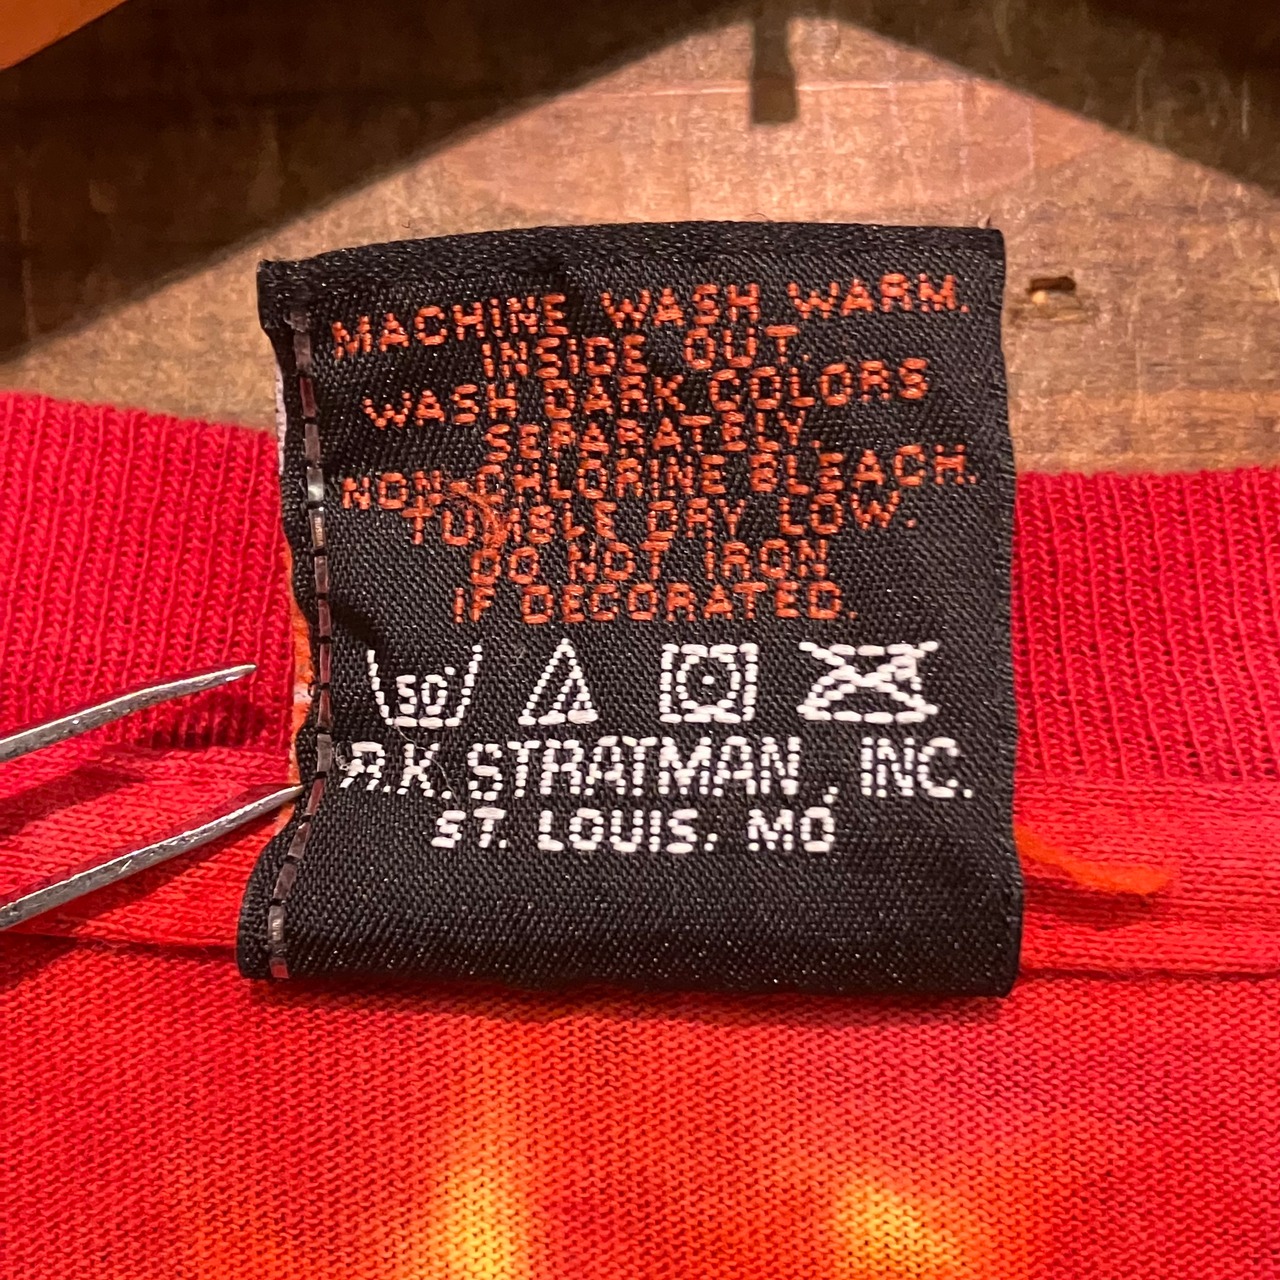 MACHINE WASH WARM.
INSIDE OUT.
WASH DARK COLORS
SEPARATELY.
NON-CHLORINE BLEACH.
TUMBLE DRY LOW.
DO NOT IRON
IF DECORATED.
50°
R.K. STRATMAN, INC.
ST. LOUIS, MO